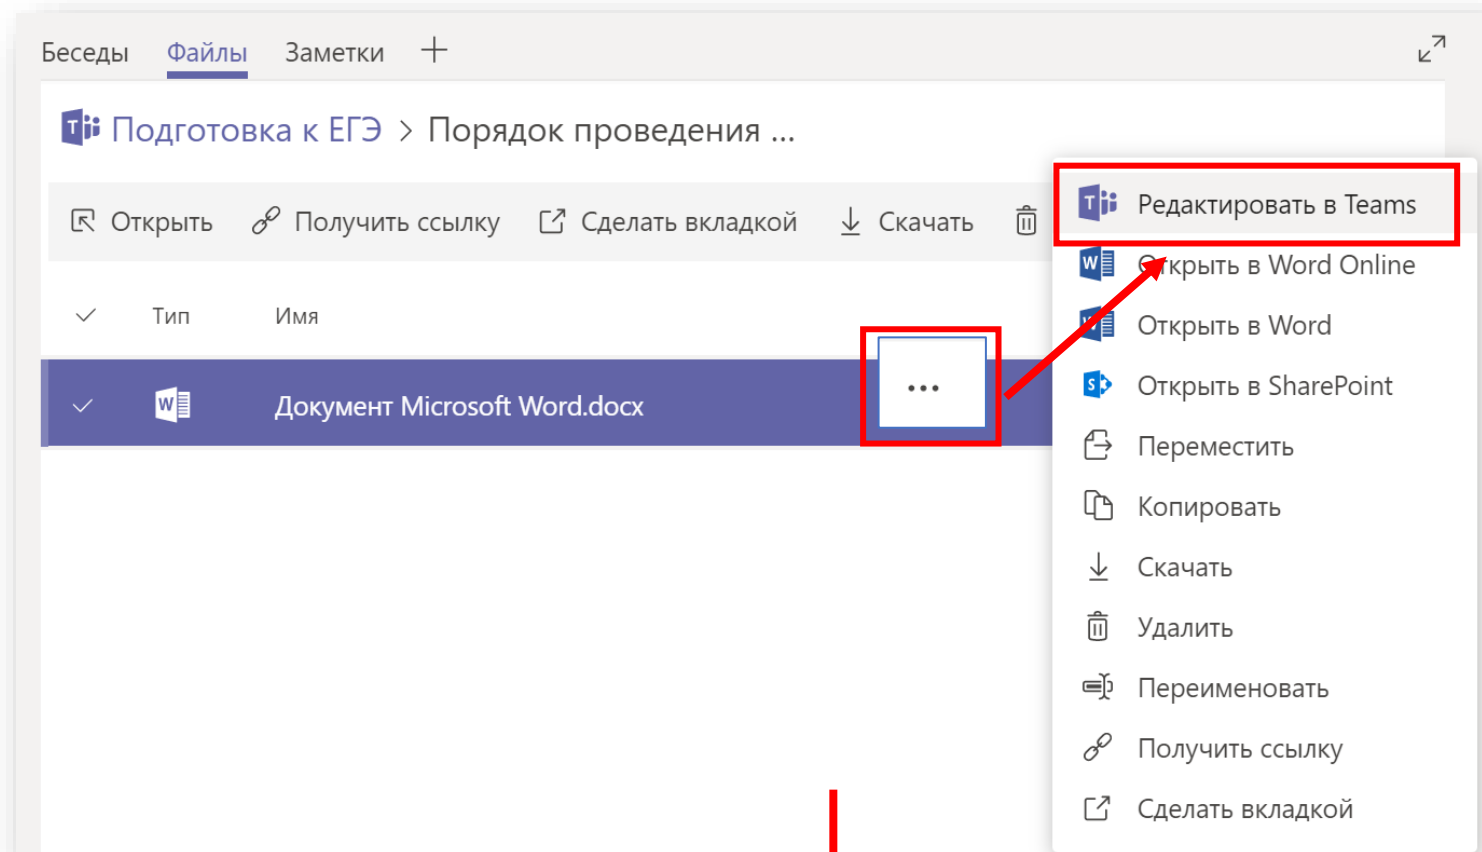 Беседы Файлы Заметки +
Подготовка к ЕГЭ > Порядок проведения ...
Открыть Получить ссылку Сделать вкладкой Скачать
Тип Имя
Документ Microsoft Word.docx ...
Редактировать в Teams
Открыть в Word Online
Открыть в Word
Открыть в SharePoint
Переместить
Копировать
Скачать
Удалить
Переименовать
Получить ссылку
Сделать вкладкой